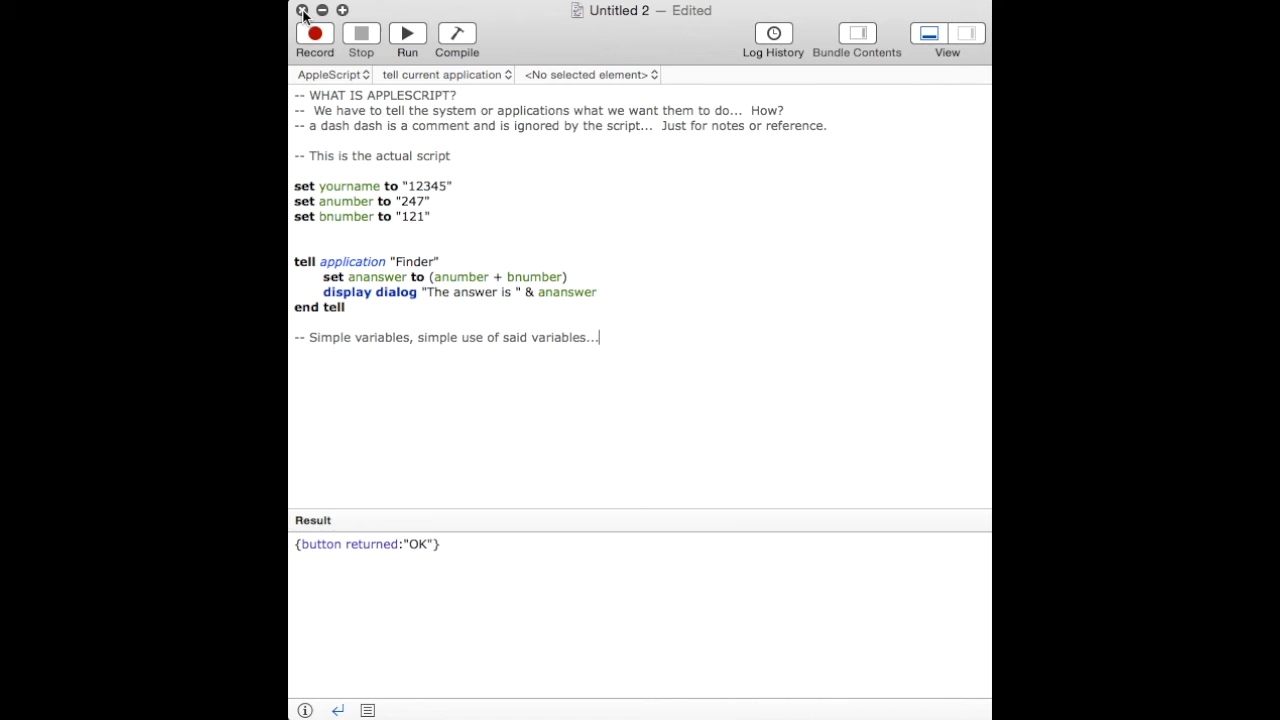 Untitled 2 — Edited
Record Stop Run Compile Log History Bundle Contents View
AppleScript tell current application <No selected element>
-- WHAT IS APPLESCRIPT?
--  We have to tell the system or applications what we want them to do...  How?
-- a dash dash is a comment and is ignored by the script...  Just for notes or reference.
-- This is the actual script
set yourname to "12345"
set anumber to "247"
set bnumber to "121"
tell application "Finder"
set ananswer to (anumber + bnumber)
display dialog "The answer is " & ananswer
end tell
-- Simple variables, simple use of said variables...
Result
{button returned:"OK"}